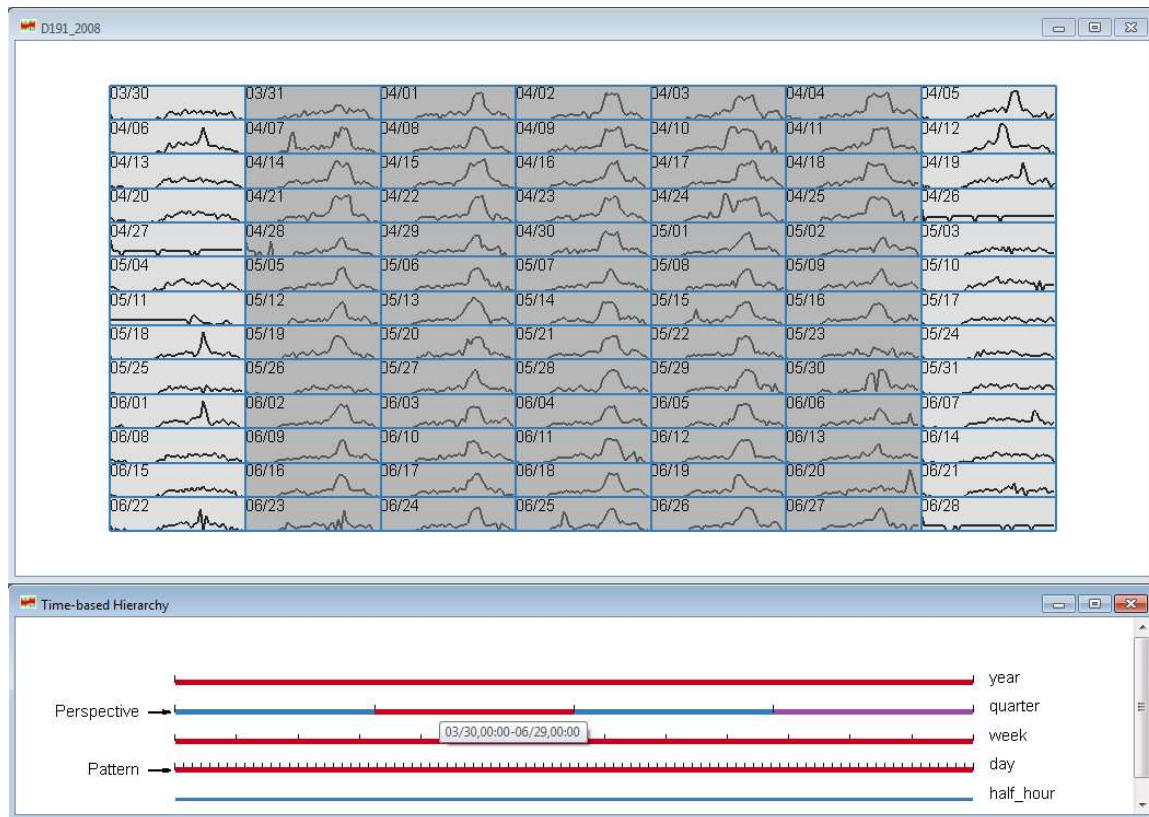 D191_2008
03/30 03/31 04/01 04/02 04/03 04/04 04/05
04/06 04/07 04/08 04/09 04/10 04/11 04/12
04/13 04/14 04/15 04/16 04/17 04/18 04/19
04/20 04/21 04/22 04/23 04/24 04/25 04/26
04/27 04/28 04/29 04/30 05/01 05/02 05/03
05/04 05/05 05/06 05/07 05/08 05/09 05/10
05/11 05/12 05/13 05/14 05/15 05/16 05/17
05/18 05/19 05/20 05/21 05/22 05/23 05/24
05/25 05/26 05/27 05/28 05/29 05/30 05/31
06/01 06/02 06/03 06/04 06/05 06/06 06/07
06/08 06/09 06/10 06/11 06/12 06/13 06/14
06/15 06/16 06/17 06/18 06/19 06/20 06/21
06/22 06/23 06/24 06/25 06/26 06/27 06/28
Time-based Hierarchy
year
Perspective quarter
03/30,00:00-06/29,00:00
week
Pattern day
half_hour